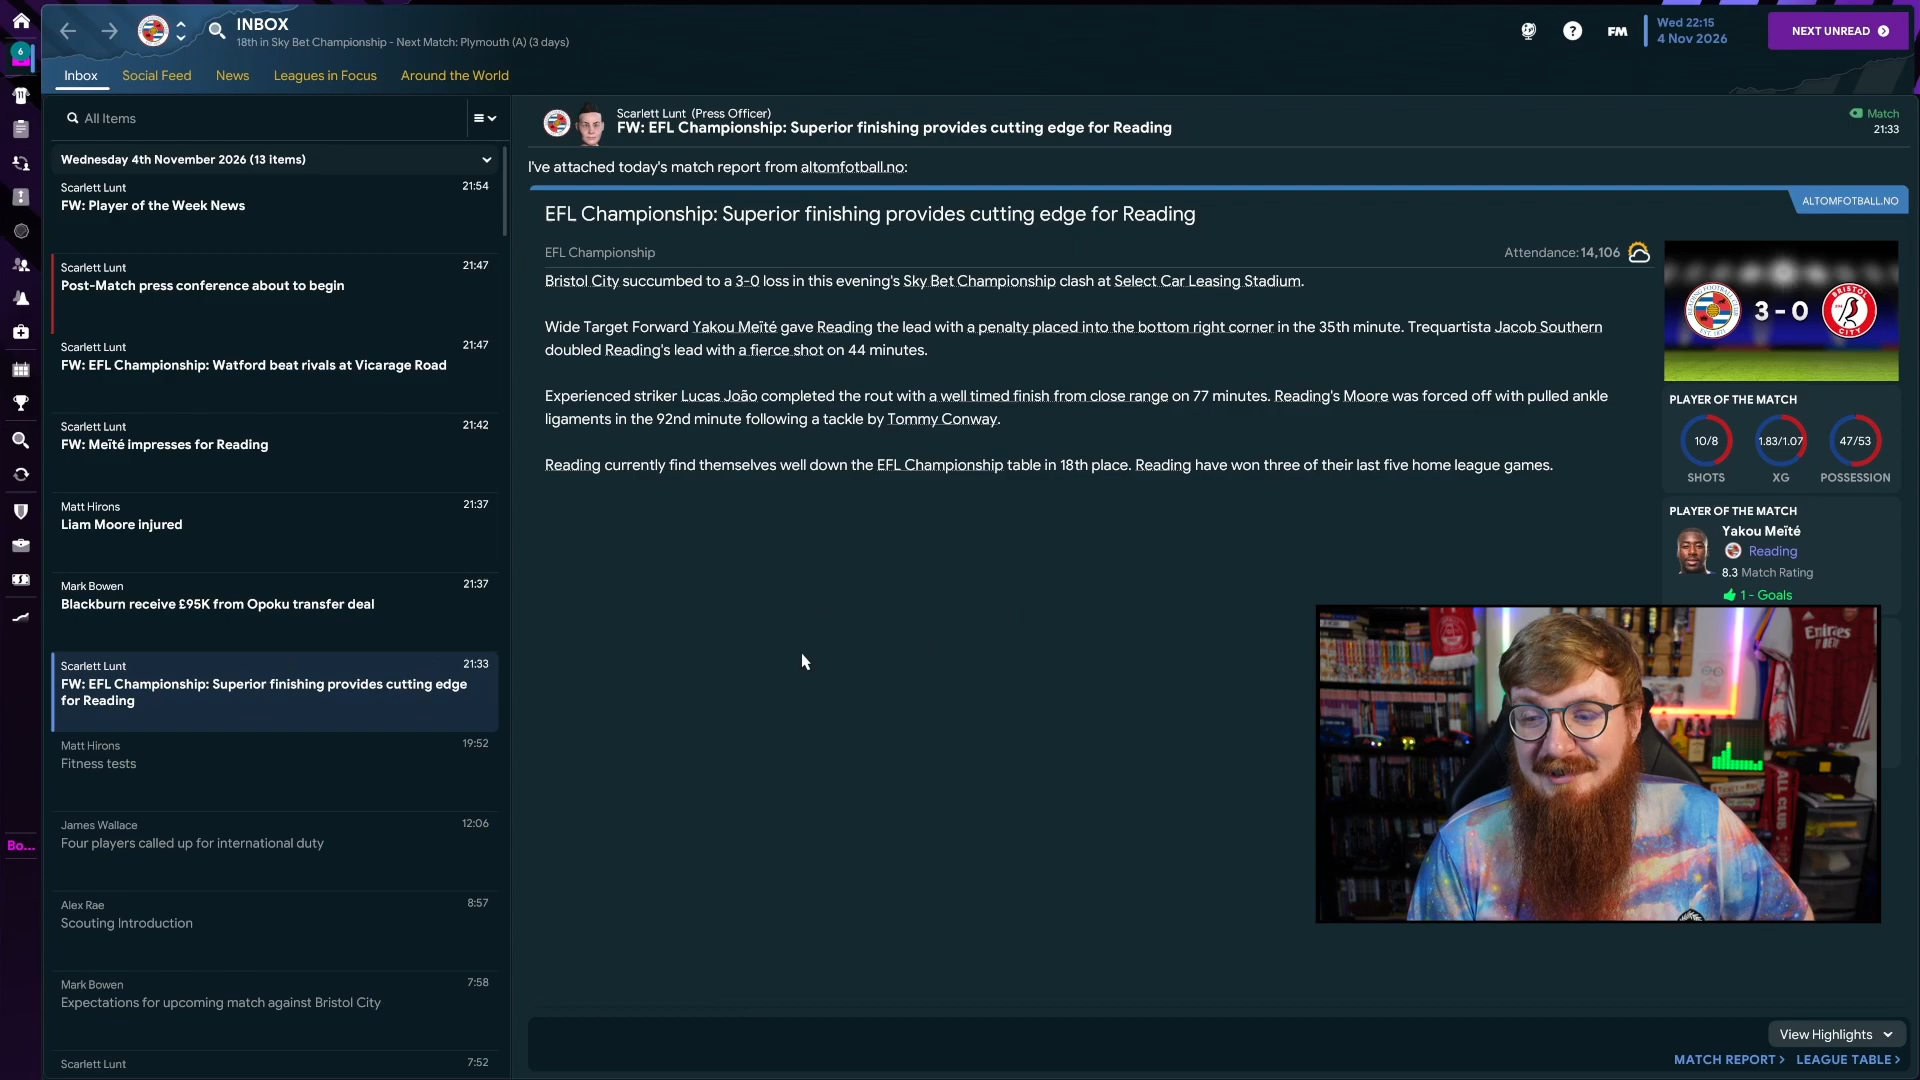 INBOX
18th in Sky Bet Championship - Next Match: Plymouth (A) (3 days)
FM
Wed 22:15
4 Nov 2026
NEXT UNREAD
6
Inbox
Social Feed
News
Leagues in Focus
Around the World
All Items
Wednesday 4th November 2026 (13 items)
Scarlett Lunt
21:54
FW: Player of the Week News
Scarlett Lunt
21:47
Post-Match press conference about to begin
Scarlett Lunt
21:47
FW: EFL Championship: Watford beat rivals at Vicarage Road
Scarlett Lunt
21:42
FW: Meïté impresses for Reading
Matt Hirons
21:37
Liam Moore injured
Mark Bowen
21:37
Blackburn receive £95K from Opoku transfer deal
Scarlett Lunt
21:33
FW: EFL Championship: Superior finishing provides cutting edge
for Reading
Matt Hirons
19:52
Fitness tests
James Wallace
12:06
Four players called up for international duty
Alex Rae
8:57
Scouting Introduction
Mark Bowen
7:58
Expectations for upcoming match against Bristol City
Scarlett Lunt
7:52
Bo...
Scarlett Lunt (Press Officer)
FW: EFL Championship: Superior finishing provides cutting edge for Reading
Match
21:33
I've attached today's match report from altomfotball.no:
ALTOMFOTBALL.NO
EFL Championship: Superior finishing provides cutting edge for Reading
EFL Championship
Attendance: 14,106
Bristol City succumbed to a 3-0 loss in this evening's Sky Bet Championship clash at Select Car Leasing Stadium.
Wide Target Forward Yakou Meïté gave Reading the lead with a penalty placed into the bottom right corner in the 35th minute. Trequartista Jacob Southern
doubled Reading's lead with a fierce shot on 44 minutes.
Experienced striker Lucas João completed the rout with a well timed finish from close range on 77 minutes. Reading's Moore was forced off with pulled ankle
ligaments in the 92nd minute following a tackle by Tommy Conway.
Reading currently find themselves well down the EFL Championship table in 18th place. Reading have won three of their last five home league games.
3 - 0
BRISTOL
CITY
PLAYER OF THE MATCH
10/8
1.83/1.07
47/53
SHOTS
XG
POSSESSION
PLAYER OF THE MATCH
Yakou Meïté
Reading
8.3 Match Rating
1 - Goals
Emirates
View Highlights
MATCH REPORT >
LEAGUE TABLE >